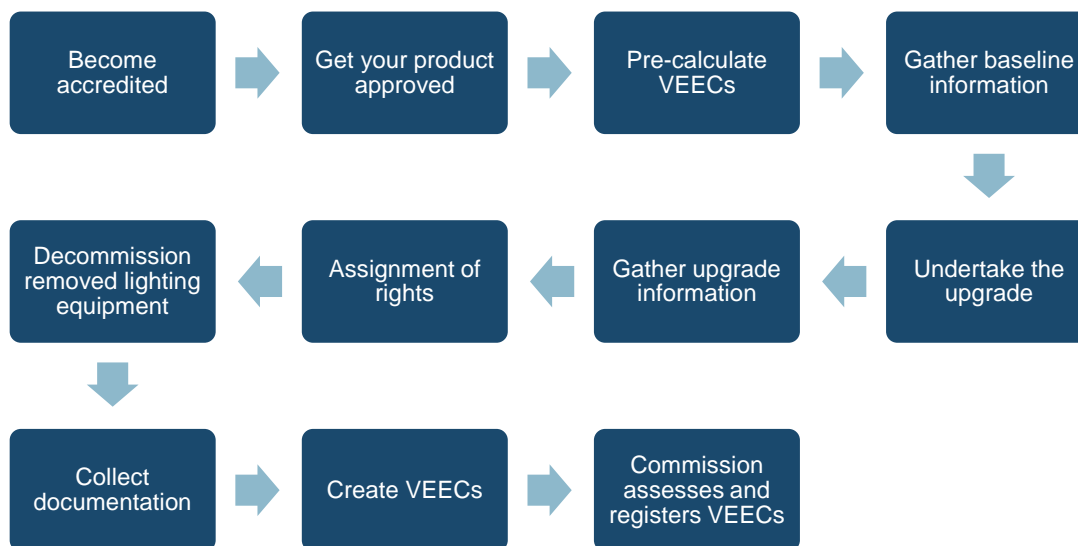 Become
accredited
Get your product
approved
Pre-calculate
VEECs
Gather baseline
information
Undertake the
upgrade
Gather upgrade
information
Assignment of
rights
Decommission
removed lighting
equipment
Collect
documentation
Create VEECs
Commission
assesses and
registers VEECs